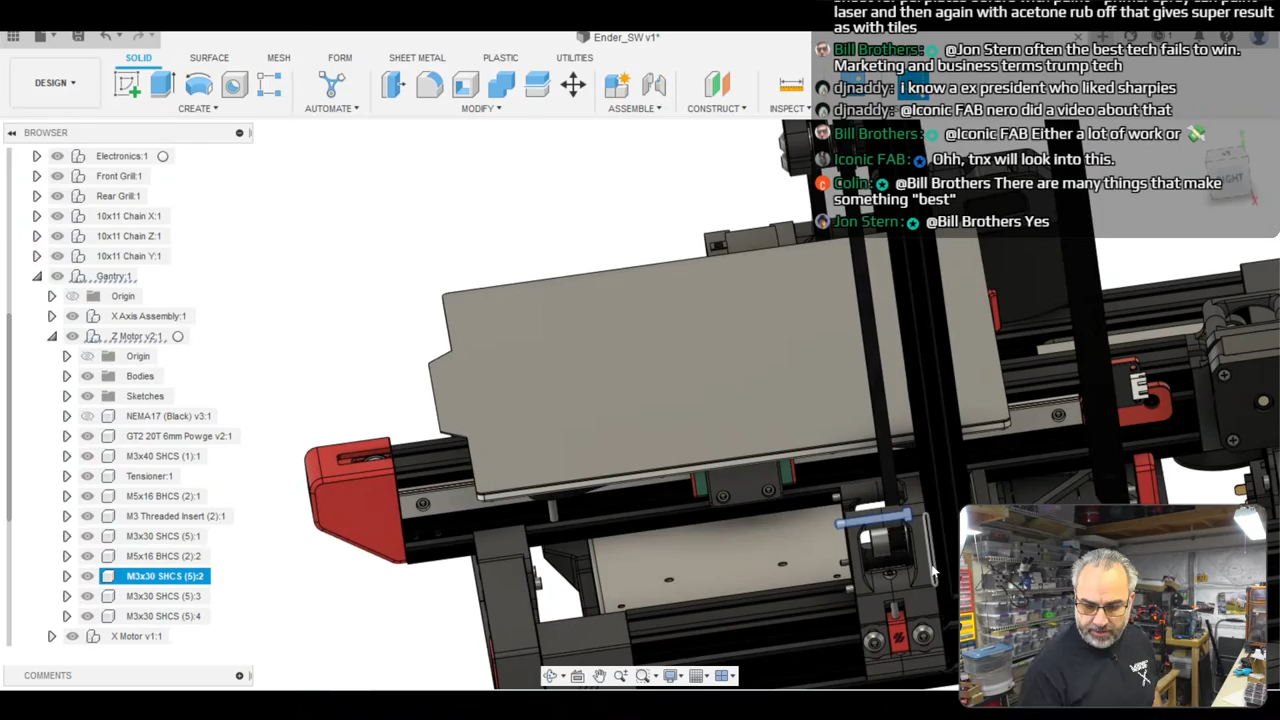 laser and then again with acetone rub off that gives super result
as with tiles
Ender_SW v1*
Bill Brothers: @Jon Stern often the best tech fails to win.
Marketing and business terms trump tech
djnaddy: i know a ex president who liked sharpies
djnaddy: @Iconic FAB nero did a video about that
Bill Brothers: @Iconic FAB Either a lot of work or 💸
Iconic FAB: Ohh, tnx will look into this.
Colin: @Bill Brothers There are many things that make
something "best"
Jon Stern: @Bill Brothers Yes
SOLID SURFACE FORM MESH SHEET METAL PLASTIC UTILITIES
DESIGN
CREATE AUTOMATE MODIFY ASSEMBLE CONSTRUCT INSPECT
BROWSER
Electronics:1
Front Grill:1
Rear Grill:1
10x11 Chain X:1
10x11 Chain Z:1
10x11 Chain Y:1
Gantry:1
Origin
X Axis Assembly:1
Z Motor v2:1
Origin
Bodies
Sketches
NEMA17 (Black) v3:1
GT2 20T 6mm Powge v2:1
M3x40 SHCS (1):1
Tensioner:1
M5x16 BHCS (2):1
M3 Threaded Insert (2):1
M3x30 SHCS (5):1
M5x16 BHCS (2):2
M3x30 SHCS (5):2
M3x30 SHCS (5):3
M3x30 SHCS (5):4
X Motor v1:1
COMMENTS